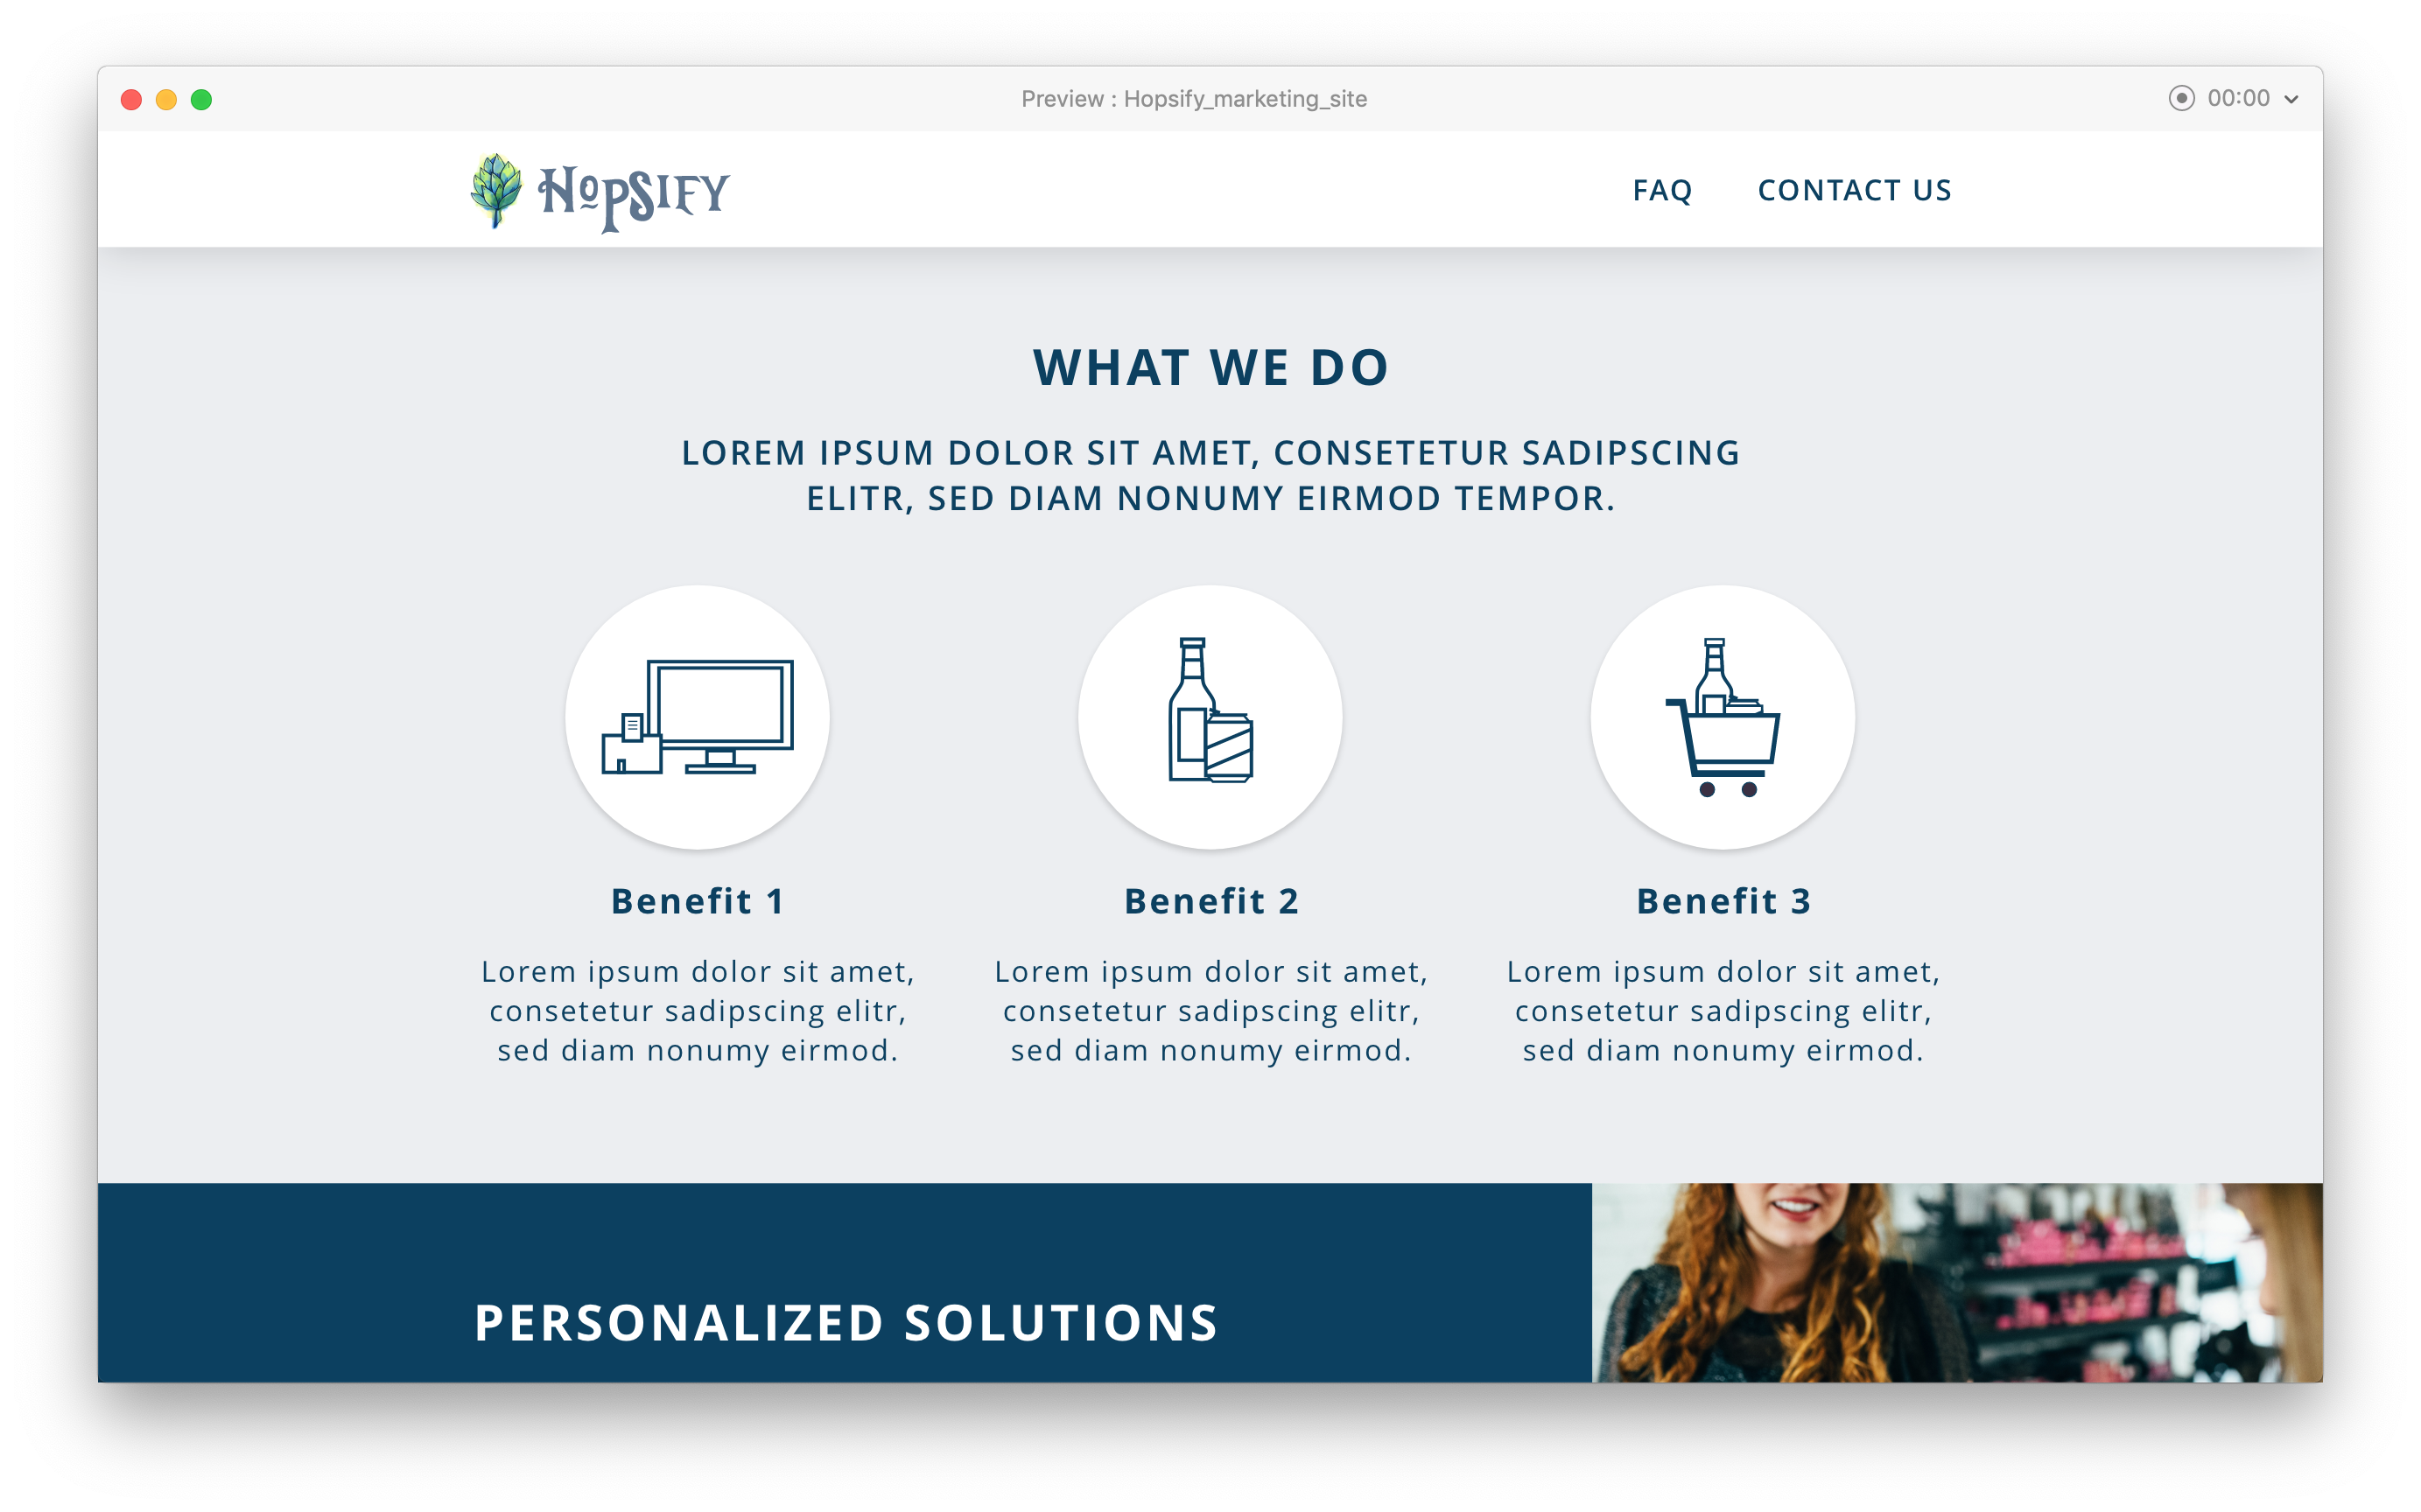 Preview : Hopsify_marketing_site
00:00
HOPSIFY
FAQ CONTACT US
WHAT WE DO
LOREM IPSUM DOLOR SIT AMET, CONSETETUR SADIPSCING
ELITR, SED DIAM NONUMY EIRMOD TEMPOR.
Benefit 1
Lorem ipsum dolor sit amet,
consetetur sadipscing elitr,
sed diam nonumy eirmod.
Benefit 2
Lorem ipsum dolor sit amet,
consetetur sadipscing elitr,
sed diam nonumy eirmod.
Benefit 3
Lorem ipsum dolor sit amet,
consetetur sadipscing elitr,
sed diam nonumy eirmod.
PERSONALIZED SOLUTIONS